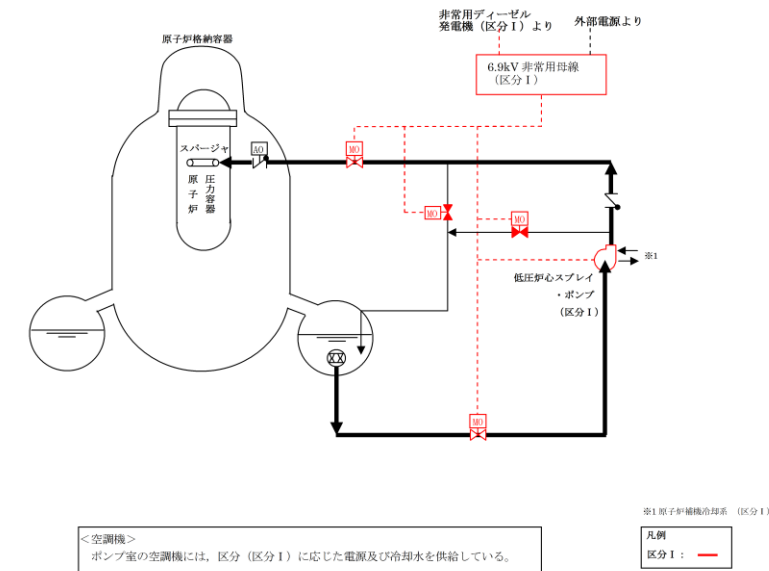 非常用ディーゼル
発電機（区分Ⅰ）より
外部電源より
原子炉格納容器
6.9kV 非常用母線
（区分Ⅰ）
スパージャ
AO
MO
原子炉
圧力容器
MO
MO
※1
低圧炉心スプレイ
・ポンプ
（区分Ⅰ）
MO
※1 原子炉補機冷却系 （区分Ⅰ）
＜空調機＞
ポンプ室の空調機には，区分（区分Ⅰ）に応じた電源及び冷却水を供給している。
凡例
区分Ⅰ：